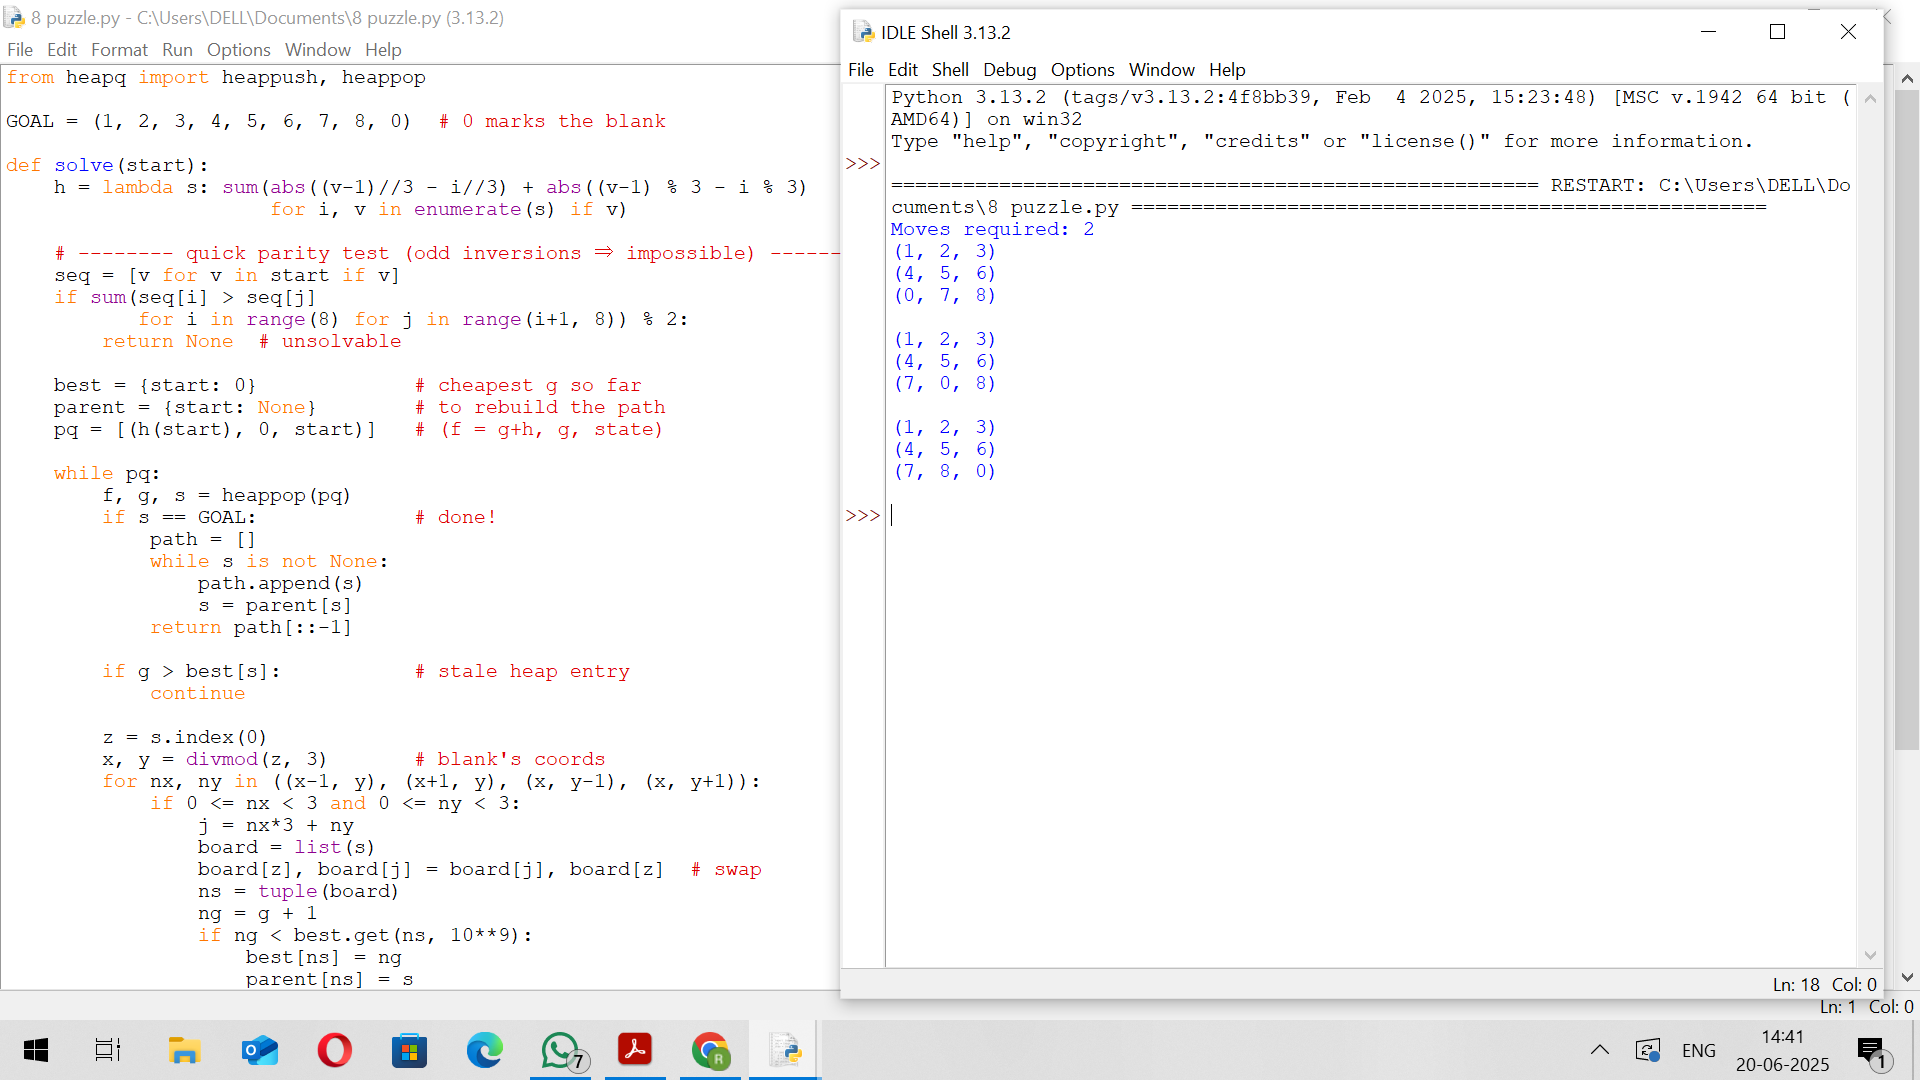 8 puzzle.py - C:\Users\DELL\Documents\8 puzzle.py (3.13.2)
File Edit Format Run Options Window Help
from heapq import heappush, heappop
GOAL = (1, 2, 3, 4, 5, 6, 7, 8, 0)  # 0 marks the blank
def solve(start):
    h = lambda s: sum(abs((v-1)//3 - i//3) + abs((v-1) % 3 - i % 3)
                      for i, v in enumerate(s) if v)
    # -------- quick parity test (odd inversions ⇒ impossible) ------
    seq = [v for v in start if v]
    if sum(seq[i] > seq[j]
           for i in range(8) for j in range(i+1, 8)) % 2:
        return None  # unsolvable
    best = {start: 0}             # cheapest g so far
    parent = {start: None}        # to rebuild the path
    pq = [(h(start), 0, start)]   # (f = g+h, g, state)
    while pq:
        f, g, s = heappop(pq)
        if s == GOAL:             # done!
            path = []
            while s is not None:
                path.append(s)
                s = parent[s]
            return path[::-1]
        if g > best[s]:           # stale heap entry
            continue
        z = s.index(0)
        x, y = divmod(z, 3)       # blank's coords
        for nx, ny in ((x-1, y), (x+1, y), (x, y-1), (x, y+1)):
            if 0 <= nx < 3 and 0 <= ny < 3:
                j = nx*3 + ny
                board = list(s)
                board[z], board[j] = board[j], board[z]  # swap
                ns = tuple(board)
                ng = g + 1
                if ng < best.get(ns, 10**9):
                    best[ns] = ng
                    parent[ns] = s
Ln: 1 Col: 0
IDLE Shell 3.13.2
File Edit Shell Debug Options Window Help
Python 3.13.2 (tags/v3.13.2:4f8bb39, Feb  4 2025, 15:23:48) [MSC v.1942 64 bit (
AMD64)] on win32
Type "help", "copyright", "credits" or "license()" for more information.
>>>
====================================================== RESTART: C:\Users\DELL\Do
cuments\8 puzzle.py =====================================================
Moves required: 2
(1, 2, 3)
(4, 5, 6)
(0, 7, 8)
(1, 2, 3)
(4, 5, 6)
(7, 0, 8)
(1, 2, 3)
(4, 5, 6)
(7, 8, 0)
>>>
Ln: 18 Col: 0
7
R
ENG
14:41
20-06-2025
1